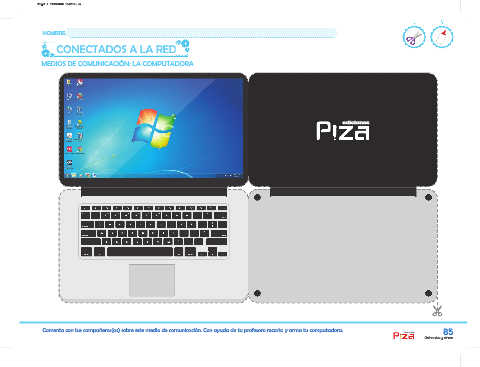 NOMBRE:
CONECTADOS A LA RED
MEDIOS DE COMUNICACIÓN: LA COMPUTADORA
ediciones
Piza
Comenta con tus compañeros(as) sobre este medio de comunicación. Con ayuda de tu profesora recorta y arma tu computadora.
Piza
85